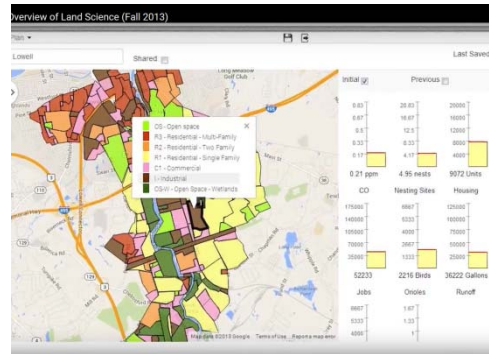 Overview of Land Science (Fall 2013)
Plan
Lowell
Shared
Last Saved
Initial
Previous
OS - Open space
R3 - Residential - Multi-Family
R2 - Residential - Two Family
R1 - Residential - Single Family
C1 - Commercial
I - Industrial
OS-W - Open Space - Wetlands
Golf Club
Main St
0.83
0.67
0.5
0.33
0.17
20.83
16.67
12.5
8.33
4.17
20000
16000
12000
8000
4000
0.21 ppm
4.95 nests
9072 Units
CO
Nesting Sites
Housing
175000
140000
105000
70000
35000
6667
5333
4000
2667
1333
125000
100000
75000
50000
25000
52233
2216 Birds
36222 Gallons
Jobs
Orioles
Runoff
6667
5333
4000
1.67
1.33
1
Map data ©2013 Google
Terms of Use
Report a map error